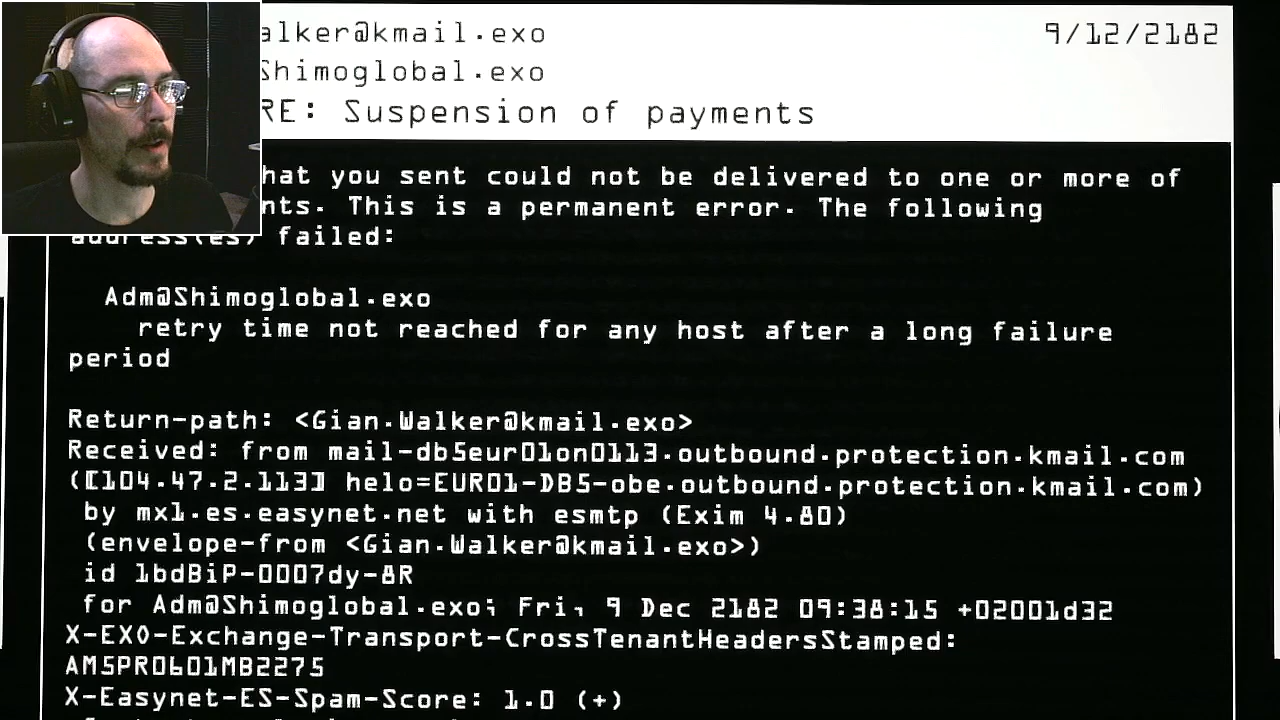 alker@kmail.exo 9/12/2182
Shimoglobal.exo
RE: Suspension of payments
hat you sent could not be delivered to one or more of
nts. This is a permanent error. The following
address(es) failed:
Adm@Shimoglobal.exo
retry time not reached for any host after a long failure
period
Return-path: <Gian.Walker@kmail.exo>
Received: from mail-db5eur01on0113.outbound.protection.kmail.com
([104.47.2.113] helo=EUR01-DB5-obe.outbound.protection.kmail.com)
by mx1.es.easynet.net with esmtp (Exim 4.80)
(envelope-from <Gian.Walker@kmail.exo>)
id 1bdBiP-0007dy-8R
for Adm@Shimoglobal.exo; Fri, 9 Dec 2182 09:38:15 +02001d32
X-EXO-Exchange-Transport-CrossTenantHeadersStamped:
AM5PR0601MB2275
X-Easynet-ES-Spam-Score: 1.0 (+)